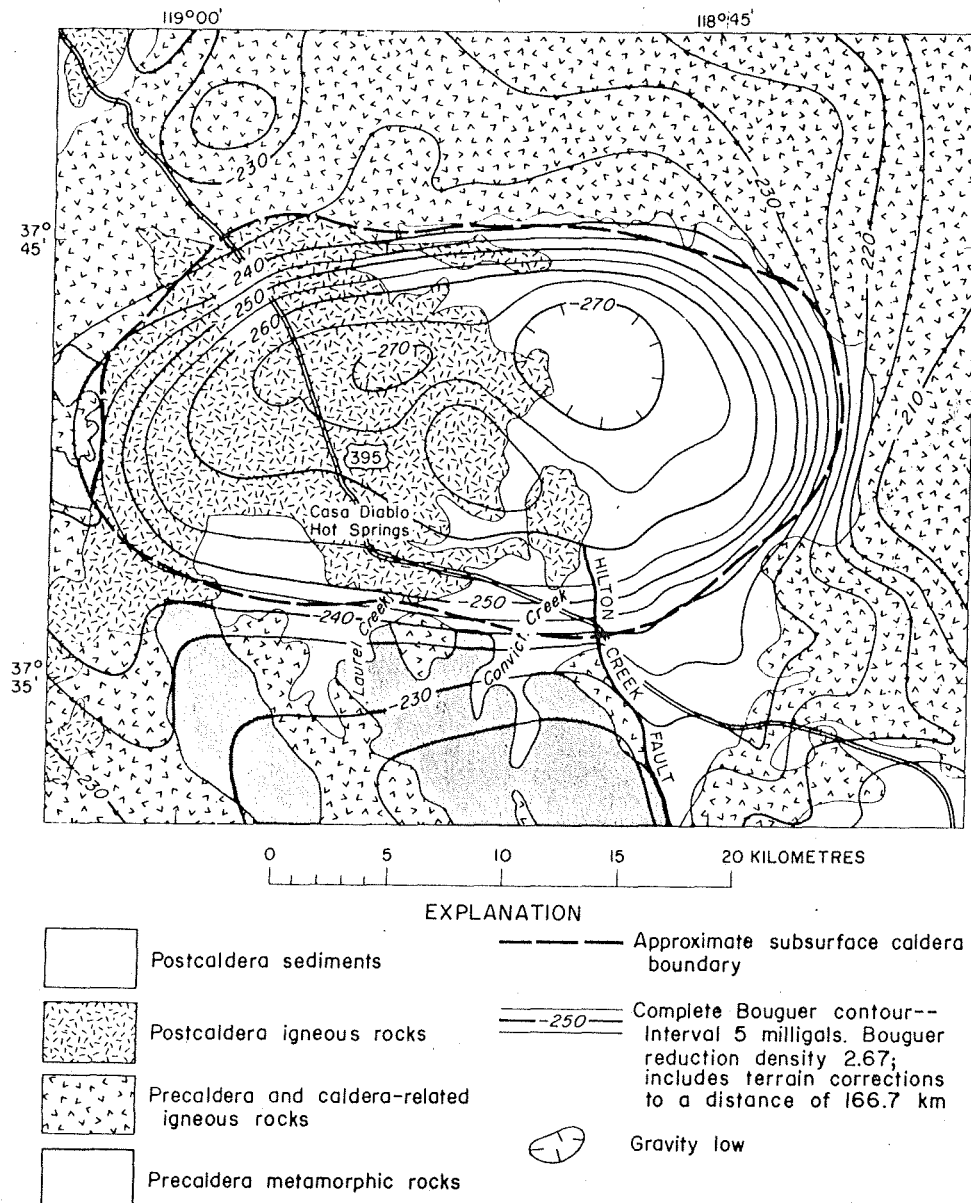 119°00'
118°45'
230
-230
37°
45'
-240
250
260
-270
-270
220
210
395
Casa Diablo
Hot Springs
HILTON
CREEK
FAULT
-250
-240
Laurel Creek
Convict Creek
37°
35'
-230
-230
0 5 10 15 20 KILOMETRES
EXPLANATION
Postcaldera sediments
Postcaldera igneous rocks
Precaldera and caldera-related
igneous rocks
Precaldera metamorphic rocks
Approximate subsurface caldera
boundary
-250
Complete Bouguer contour--
Interval 5 milligals. Bouguer
reduction density 2.67;
includes terrain corrections
to a distance of 166.7 km
Gravity low